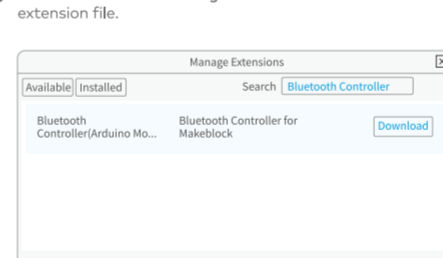 extension file.
Manage Extensions
Available Installed Search Bluetooth Controller
Bluetooth Controller(Arduino Mo...
Bluetooth Controller for Makeblock
Download